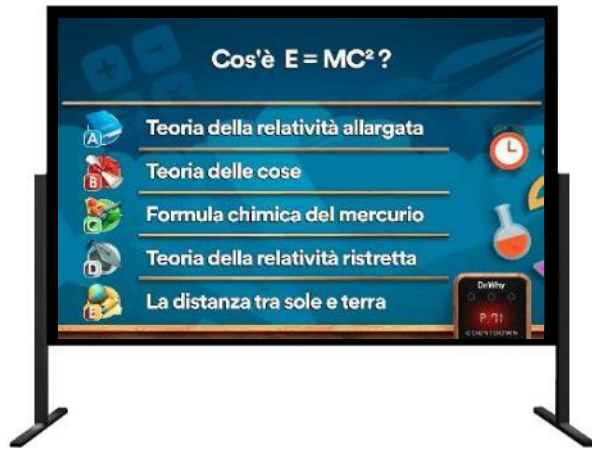 Cos'è E = MC² ?
A Teoria della relatività allargata
B Teoria delle cose
C Formula chimica del mercurio
D Teoria della relatività ristretta
E La distanza tra sole e terra
DrWhy
COUNTDOWN